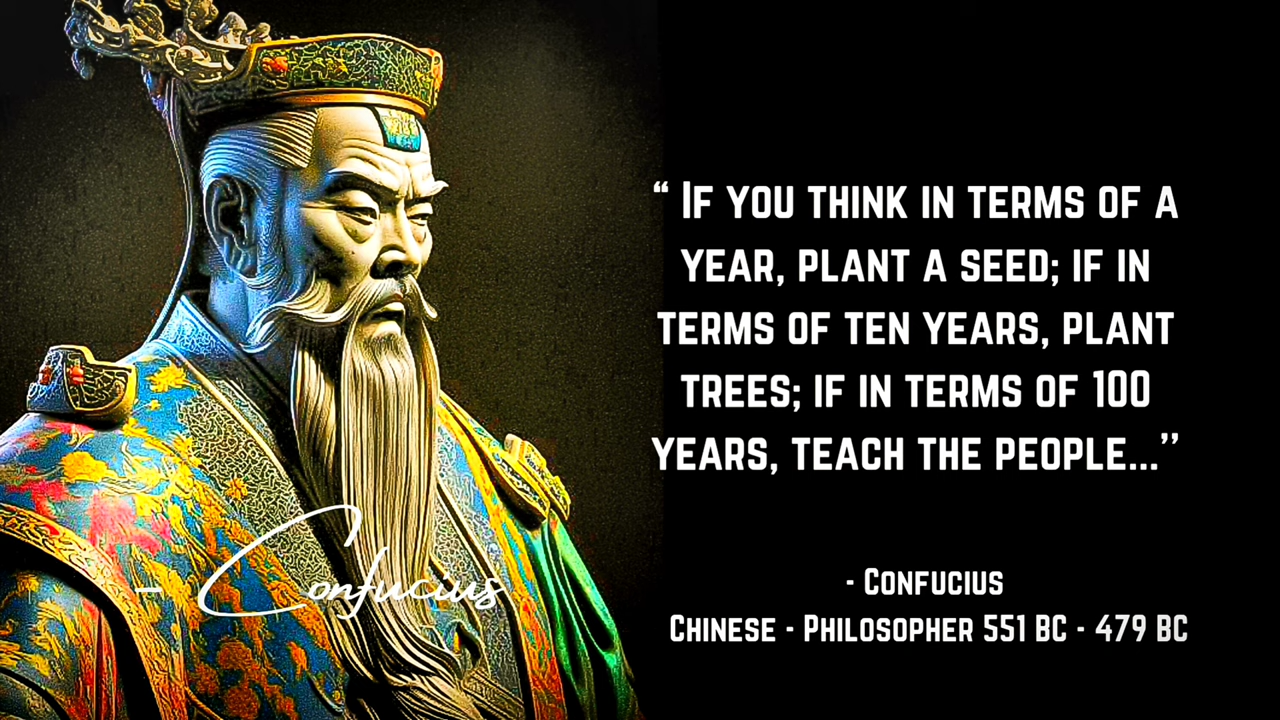 - Confucius
“ If you think in terms of a
year, plant a seed; if in
terms of ten years, plant
trees; if in terms of 100
years, teach the people...’’
- Confucius
Chinese - Philosopher 551 BC - 479 BC